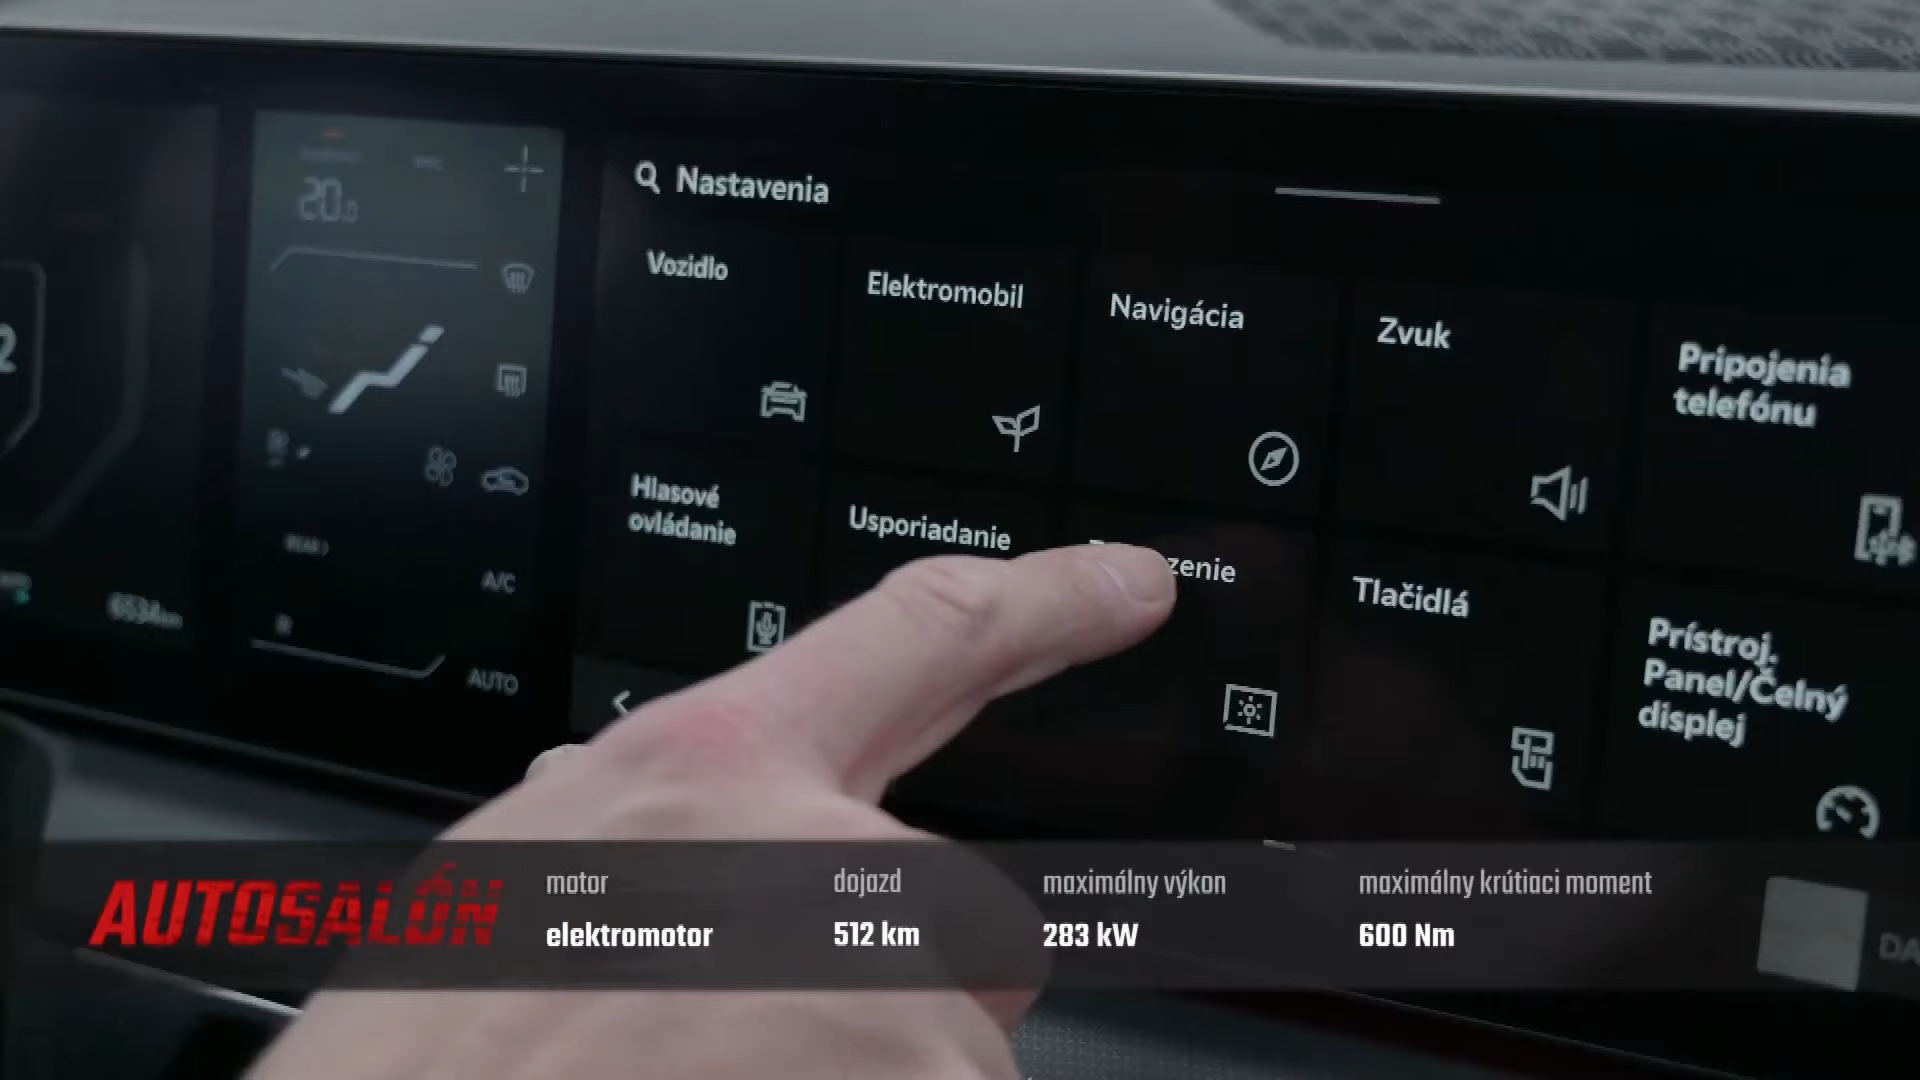 20.0
Nastavenia
Vozidlo
Elektromobil
Navigácia
Zvuk
Pripojenia
telefónu
Hlasové
ovládanie
Usporiadanie
Tlačidlá
Prístroj.
Panel/Čelný
displej
A/C
AUTO
AUTOSALÓN
motor
elektromotor
dojazd
512 km
maximálny výkon
283 kW
maximálny krútiaci moment
600 Nm